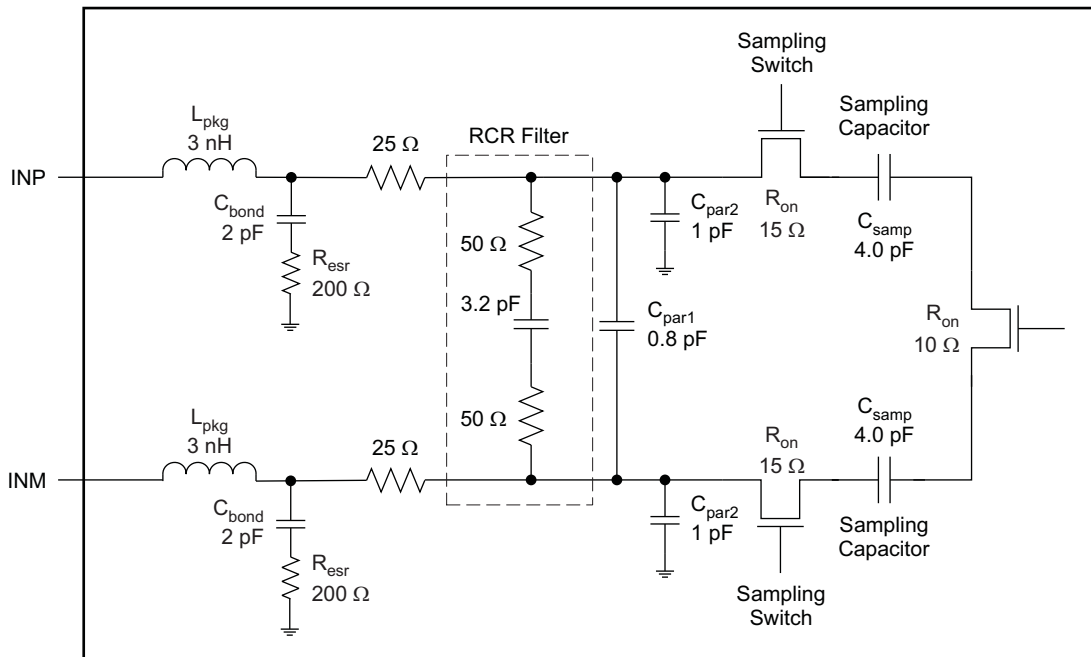 Sampling
Switch
Sampling
Capacitor
L_pkg
3 nH
25 Ω
RCR Filter
INP
C_bond
2 pF
R_esr
200 Ω
50 Ω
3.2 pF
50 Ω
C_par1
0.8 pF
C_par2
1 pF
R_on
15 Ω
C_samp
4.0 pF
R_on
10 Ω
L_pkg
3 nH
25 Ω
INM
C_bond
2 pF
R_esr
200 Ω
C_par2
1 pF
R_on
15 Ω
C_samp
4.0 pF
Sampling
Capacitor
Sampling
Switch